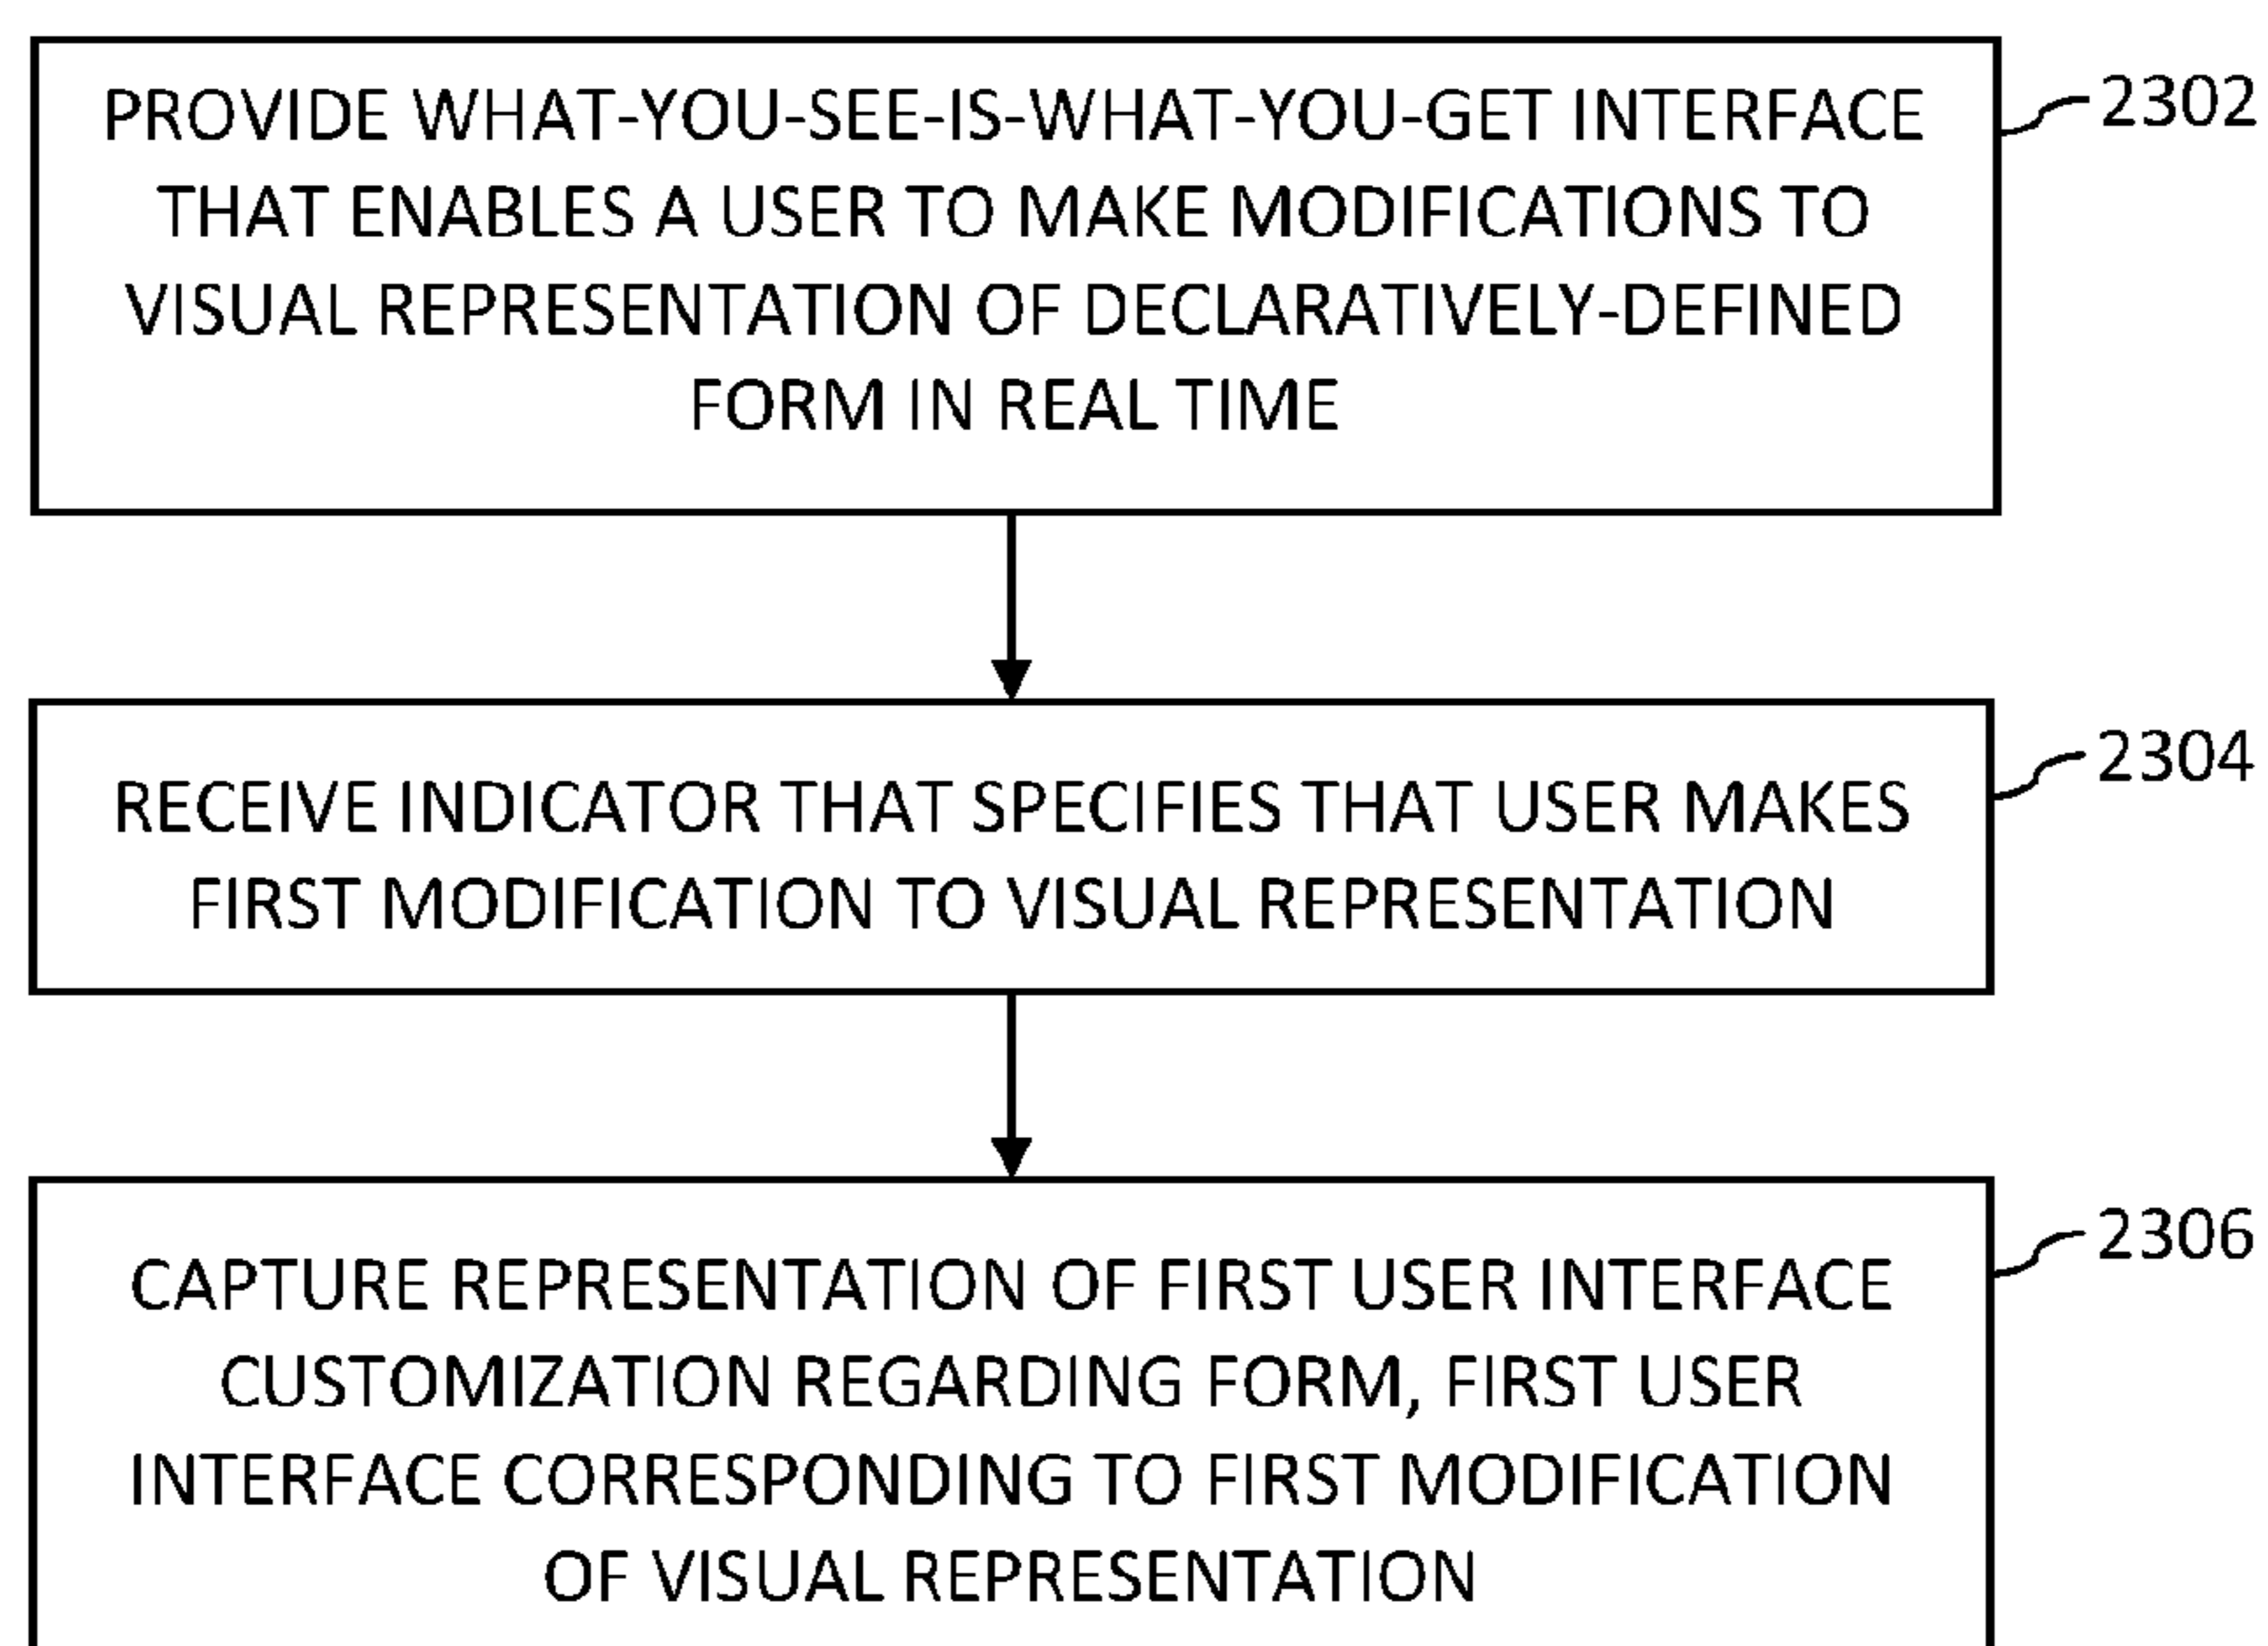 PROVIDE WHAT-YOU-SEE-IS-WHAT-YOU-GET INTERFACE
THAT ENABLES A USER TO MAKE MODIFICATIONS TO
VISUAL REPRESENTATION OF DECLARATIVELY-DEFINED
FORM IN REAL TIME
2302
RECEIVE INDICATOR THAT SPECIFIES THAT USER MAKES
FIRST MODIFICATION TO VISUAL REPRESENTATION
2304
CAPTURE REPRESENTATION OF FIRST USER INTERFACE
CUSTOMIZATION REGARDING FORM, FIRST USER
INTERFACE CORRESPONDING TO FIRST MODIFICATION
OF VISUAL REPRESENTATION
2306